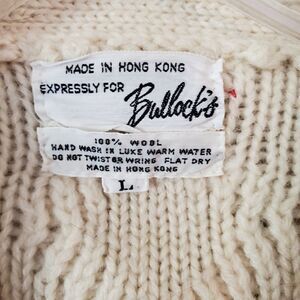 MADE IN HONG KONG
EXPRESSLY FOR
Bullock's
100% WOOL
HAND WASH IN LUKE WARM WATER
DO NOT TWIST OR WRING FLAT DRY
MADE IN HONG KONG
L